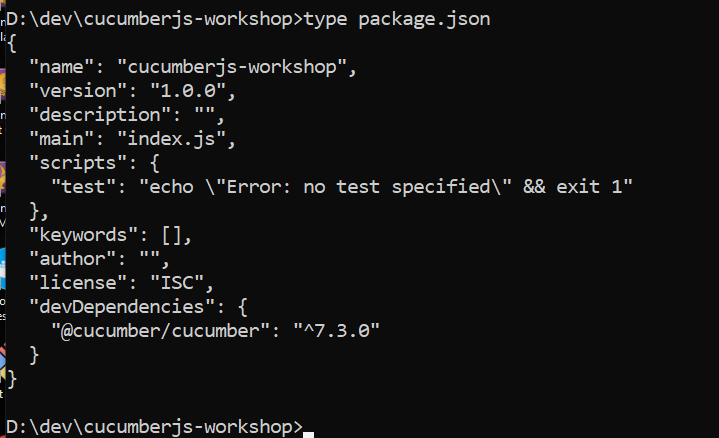 D:\dev\cucumberjs-workshop>type package.json
{
  "name": "cucumberjs-workshop",
  "version": "1.0.0",
  "description": "",
  "main": "index.js",
  "scripts": {
    "test": "echo \"Error: no test specified\" && exit 1"
  },
  "keywords": [],
  "author": "",
  "license": "ISC",
  "devDependencies": {
    "@cucumber/cucumber": "^7.3.0"
  }
}
D:\dev\cucumberjs-workshop>